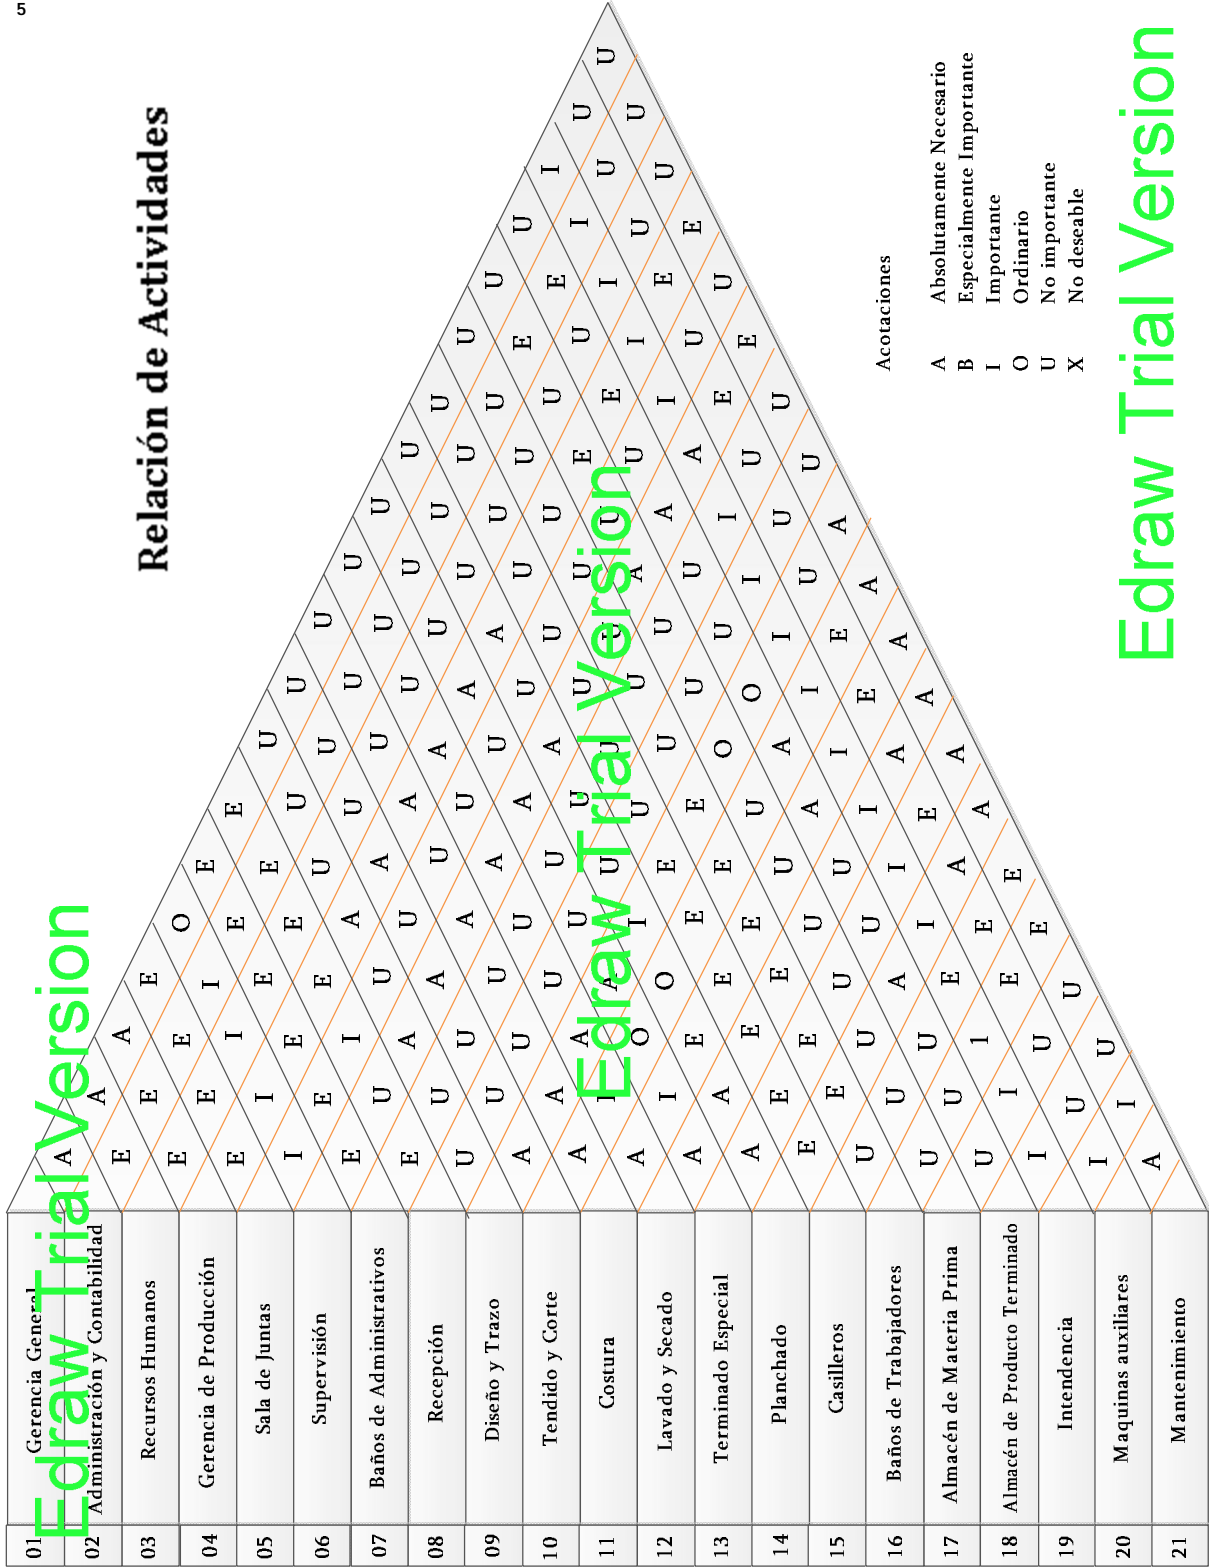 5
Relación de Actividades
01 Gerencia General
A
02 Administración y Contabilidad
A
E A
03 Recursos Humanos
E E
E E O
04 Gerencia de Producción
E I E
E I E E
05 Sala de Juntas
I E E U
I E E U U
06 Supervisión
E E U U U
E I A U U U
07 Baños de Administrativos
U U A U U U
E A U A U U U
08 Recepción
U A U A U U U
U U A U A U U U
09 Diseño y Trazo
U U A U A U U U
A U U A U U U E U
10 Tendido y Corte
A U U A U U U E I
A A U U U U E U I U
11 Costura
I A U U U U E I U U
A O I U U A U I U U
12 Lavado y Secado
I O E U U A I E U
A E E E U U A U E
13 Terminado Especial
A E E O U I E U
A E E U O I U E
14 Planchado
E E U A I U U
E E U A I U U
15 Casilleros
E U U I E A
U U U I E A
16 Baños de Trabajadores
U A I A A
U U I E A
17 Almacén de Materia Prima
U E A A
U 1 E A
18 Almacén de Producto Terminado
I E E
I U E
19 Intendencia
U U
I U
20 Maquinas auxiliares
I
A
21 Mantenimiento
Acotaciones
A Absolutamente Necesario
B Especialmente Importante
I Importante
O Ordinario
U No importante
X No deseable
Edraw Trial Version
Edraw Trial Version
Edraw Trial Version